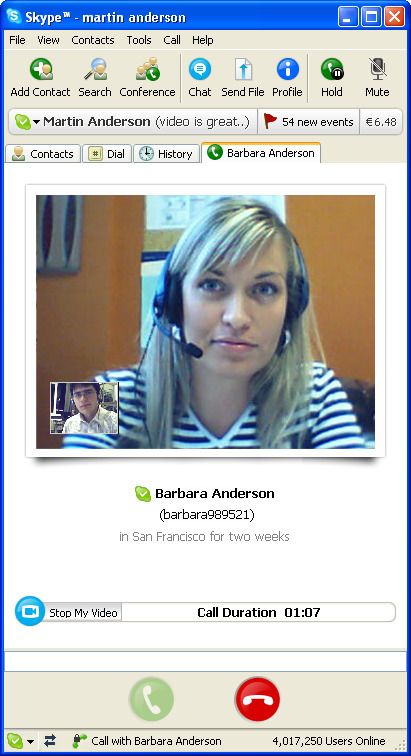 Skype™ - martin anderson
File View Contacts Tools Call Help
Add Contact Search Conference Chat Send File Profile Hold Mute
Martin Anderson (video is great..) 54 new events €6.48
Contacts Dial History Barbara Anderson
Barbara Anderson
(barbara989521)
in San Francisco for two weeks
Stop My Video Call Duration 01:07
Call with Barbara Anderson 4,017,250 Users Online